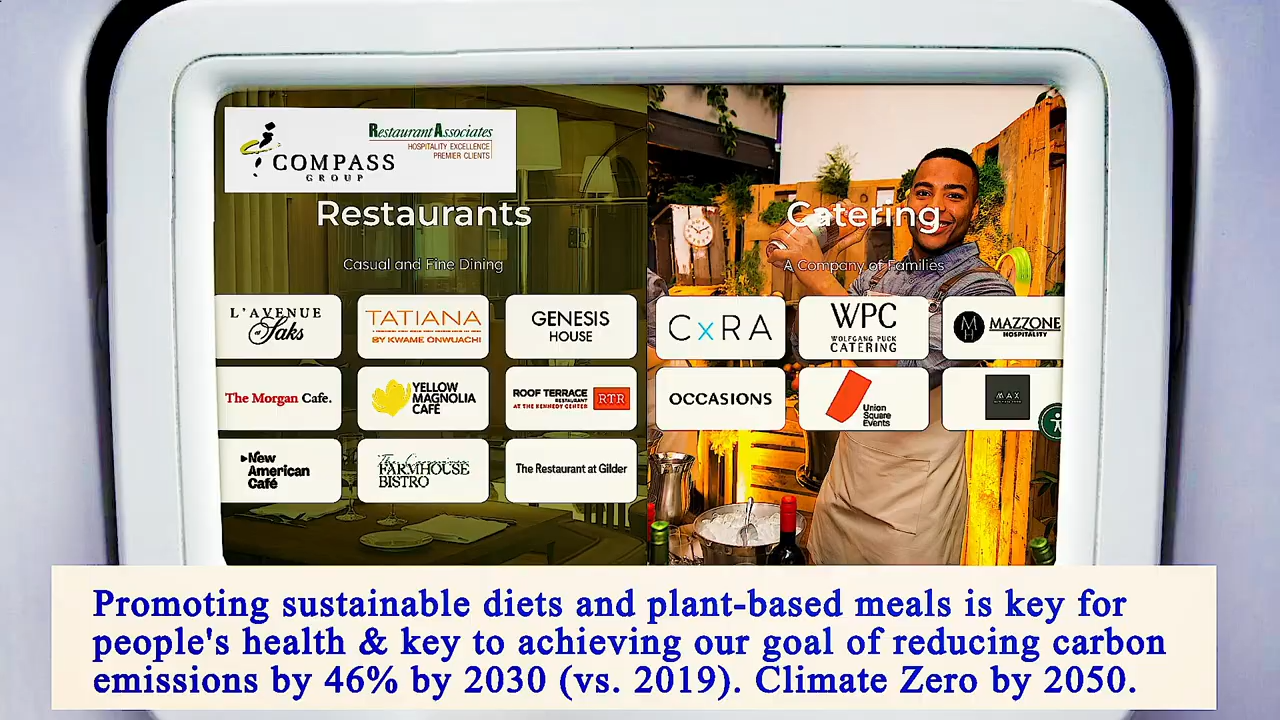 COMPASS
GROUP
RESTAURANT ASSOCIATES
HOSPITALITY EXCELLENCE
PREMIER CLIENTS
Restaurants
Casual and Fine Dining
L'AVENUE
Saks
TATIANA
BY KWAME ONWUACHI
GENESIS
HOUSE
The Morgan Cafe.
YELLOW
MAGNOLIA
CAFÉ
ROOF TERRACE
RESTAURANT
AT THE KENNEDY CENTER
RTR
New
American
Café
FARMHOUSE
BISTRO
The Restaurant at Gilder
Catering
A Company of Families
CxRA
WPC
WOLFGANG PUCK
CATERING
MH
MAZZONE
HOSPITALITY
OCCASIONS
Union
Square
Events
MAX
Promoting sustainable diets and plant-based meals is key for
people's health & key to achieving our goal of reducing carbon
emissions by 46% by 2030 (vs. 2019). Climate Zero by 2050.